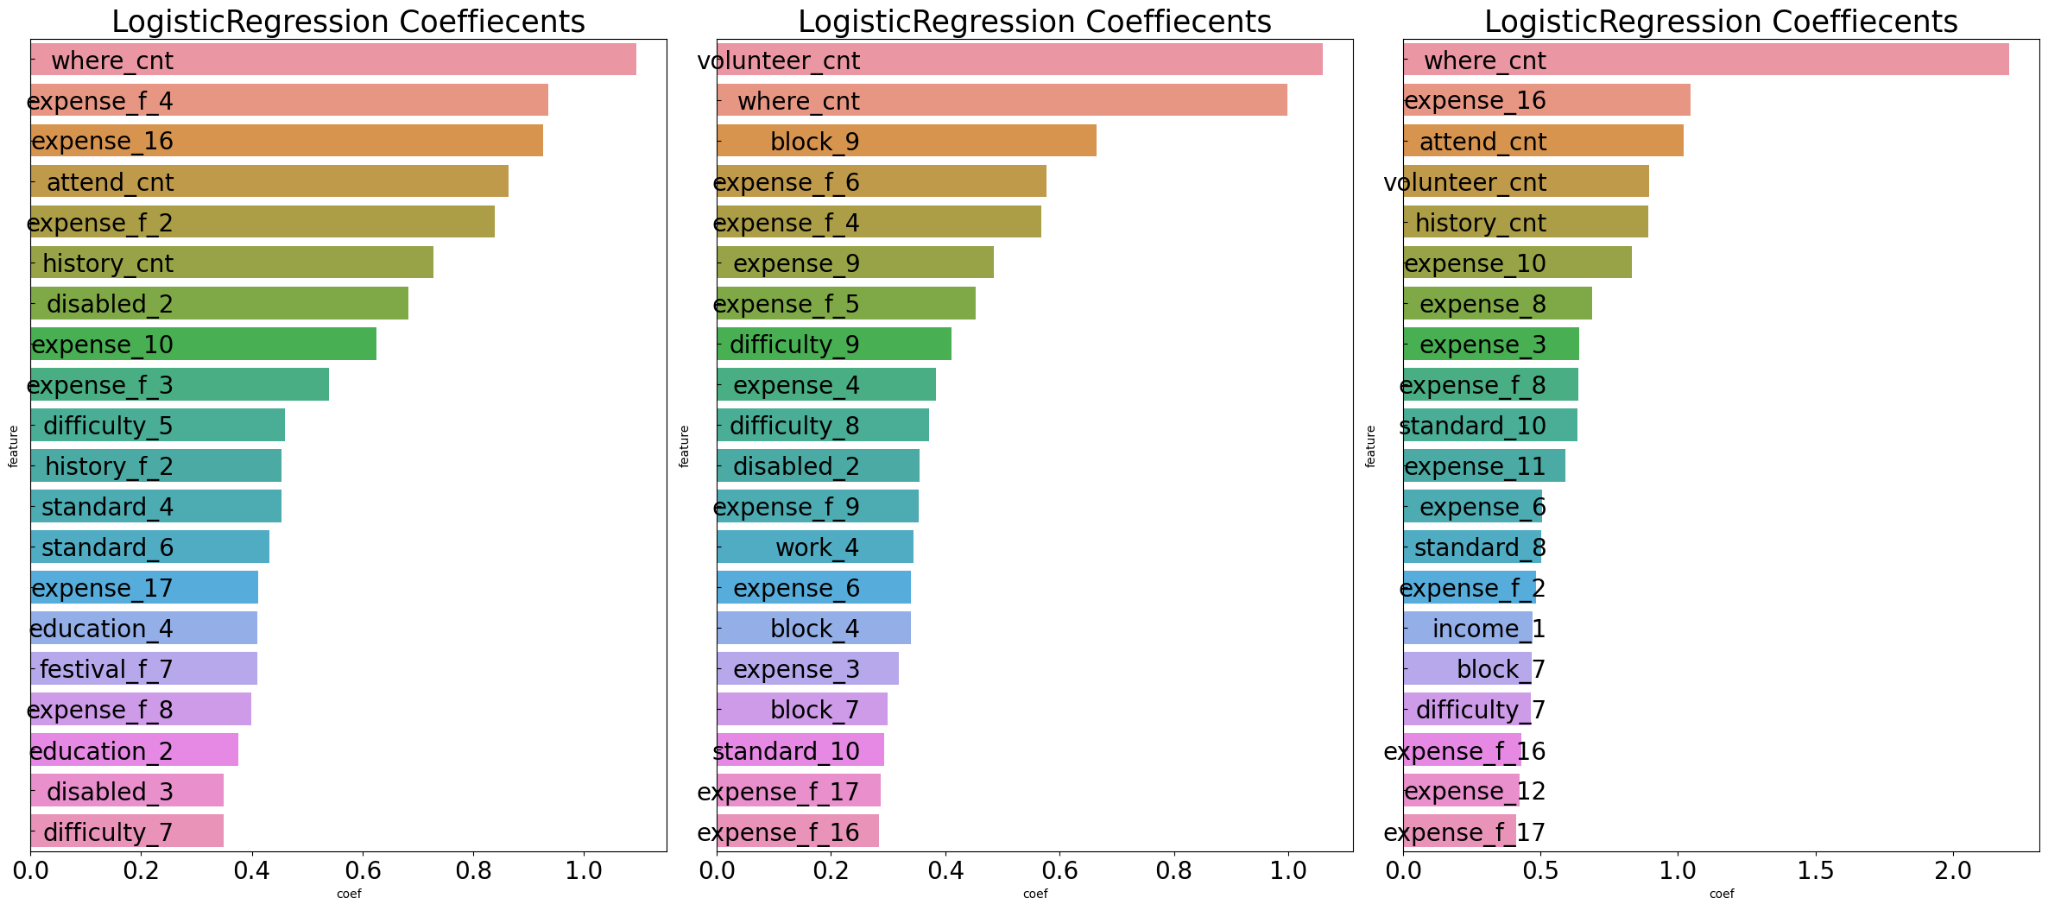 LogisticRegression Coeffiecents
where_cnt
expense_f_4
expense_16
attend_cnt
expense_f_2
history_cnt
disabled_2
expense_10
expense_f_3
difficulty_5
history_f_2
standard_4
standard_6
expense_17
education_4
festival_f_7
expense_f_8
education_2
disabled_3
difficulty_7
feature
0.0 0.2 0.4 0.6 0.8 1.0
coef
LogisticRegression Coeffiecents
volunteer_cnt
where_cnt
block_9
expense_f_6
expense_f_4
expense_9
expense_f_5
difficulty_9
expense_4
difficulty_8
disabled_2
expense_f_9
work_4
expense_6
block_4
expense_3
block_7
standard_10
expense_f_17
expense_f_16
feature
0.0 0.2 0.4 0.6 0.8 1.0
coef
LogisticRegression Coeffiecents
where_cnt
expense_16
attend_cnt
volunteer_cnt
history_cnt
expense_10
expense_8
expense_3
expense_f_8
standard_10
expense_11
expense_6
standard_8
expense_f_2
income_1
block_7
difficulty_7
expense_f_16
expense_12
expense_f_17
feature
0.0 0.5 1.0 1.5 2.0
coef